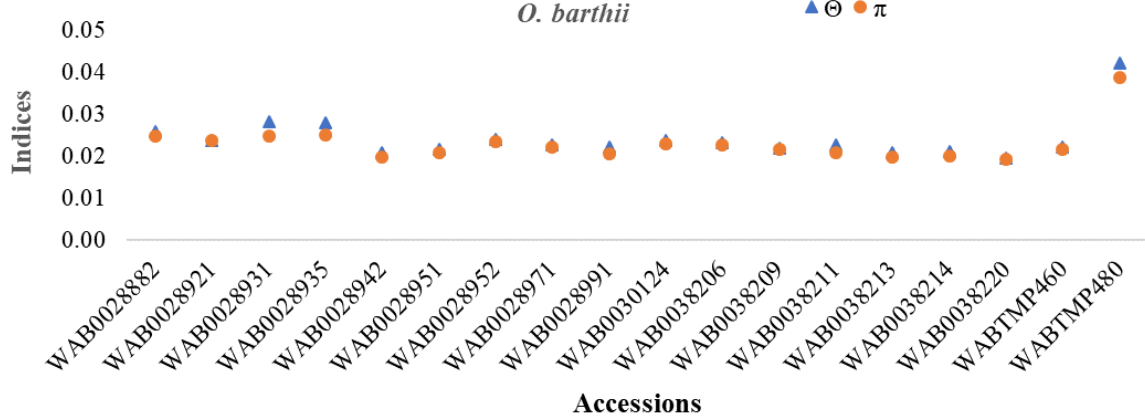 O. barthii
Θ π
Indices
0.05
0.04
0.03
0.02
0.01
0.00
WAB0028882
WAB0028921
WAB0028931
WAB0028935
WAB0028942
WAB0028951
WAB0028952
WAB0028971
WAB0028991
WAB0030124
WAB0038206
WAB0038209
WAB0038211
WAB0038213
WAB0038214
WAB0038220
WABTMP460
WABTMP480
Accessions